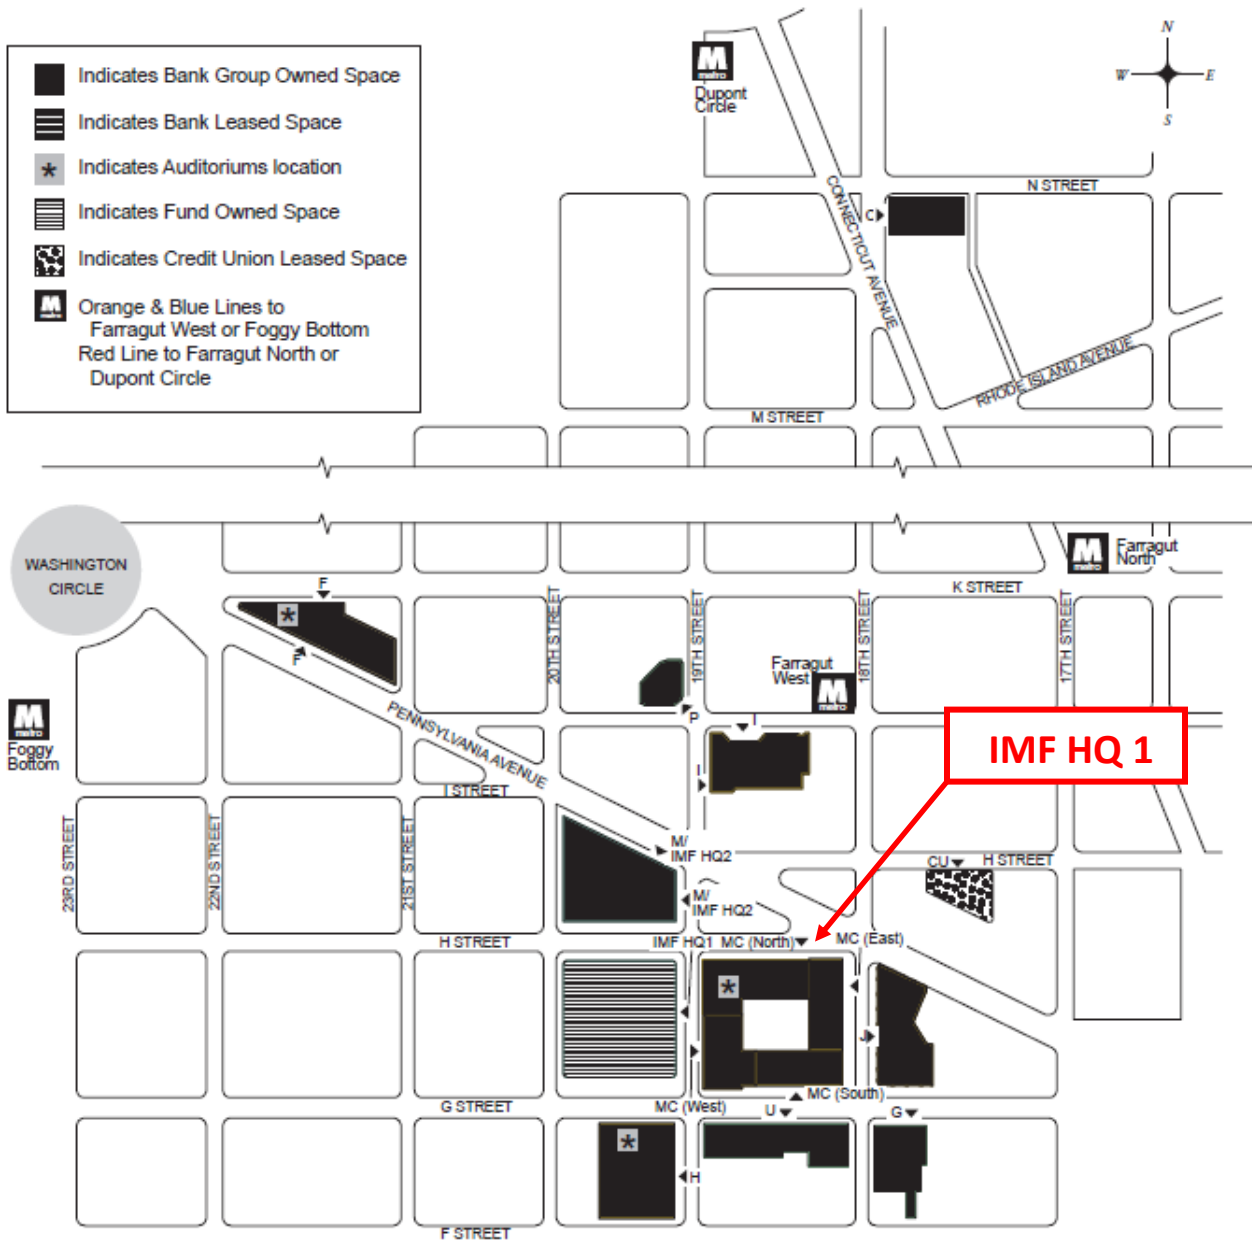 Indicates Bank Group Owned Space
Indicates Bank Leased Space
* Indicates Auditoriums location
Indicates Fund Owned Space
Indicates Credit Union Leased Space
M metro Orange & Blue Lines to
Farragut West or Foggy Bottom
Red Line to Farragut North or
Dupont Circle
M
metro
Dupont
Circle
N
W E
S
N STREET
C
CONNECTICUT AVENUE
RHODE ISLAND AVENUE
M STREET
WASHINGTON
CIRCLE
M
metro
Farragut
North
K STREET
F
*
F
20TH STREET
19TH STREET
18TH STREET
17TH STREET
Farragut
West
M
metro
P
M
metro
Foggy
Bottom
PENNSYLVANIA AVENUE
I
I
IMF HQ 1
I STREET
23RD STREET
22ND STREET
21ST STREET
M/
IMF HQ2
CU
H STREET
M/
IMF HQ2
H STREET
IMF HQ1
MC (North)
MC (East)
*
J
G STREET
MC (West)
MC (South)
U
G
*
H
F STREET